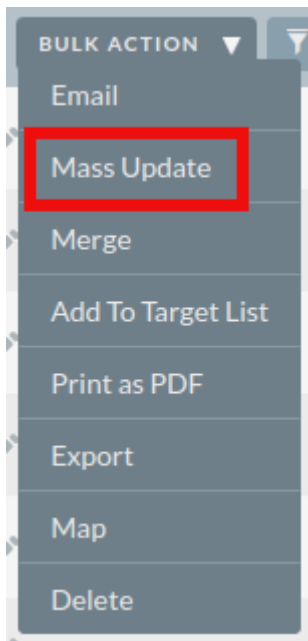 BULK ACTION
Email
Mass Update
Merge
Add To Target List
Print as PDF
Export
Map
Delete